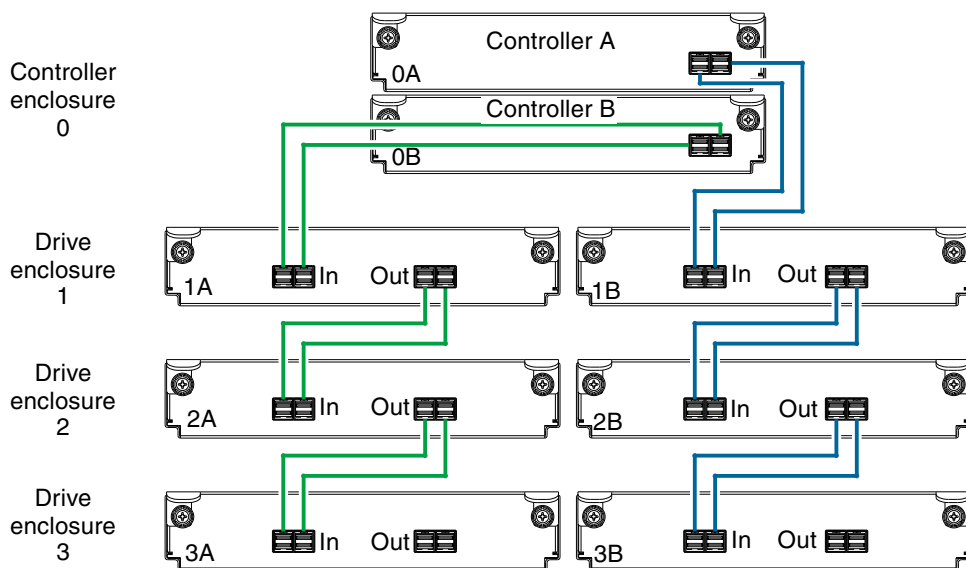 Controller
enclosure
0
Controller A
0A
Controller B
0B
Drive
enclosure
1
1A
In
Out
1B
In
Out
Drive
enclosure
2
2A
In
Out
2B
In
Out
Drive
enclosure
3
3A
In
Out
3B
In
Out